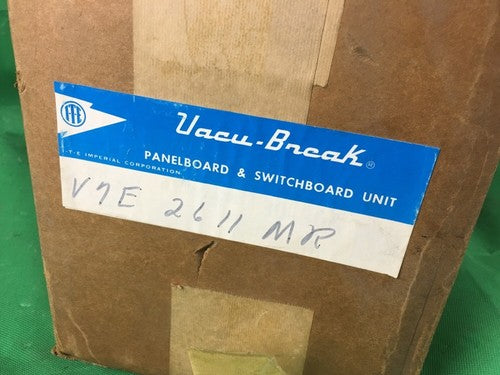 ITE
Vacu-Break®
I-T-E IMPERIAL CORPORATION
PANELBOARD & SWITCHBOARD UNIT
V7E 2611 MR